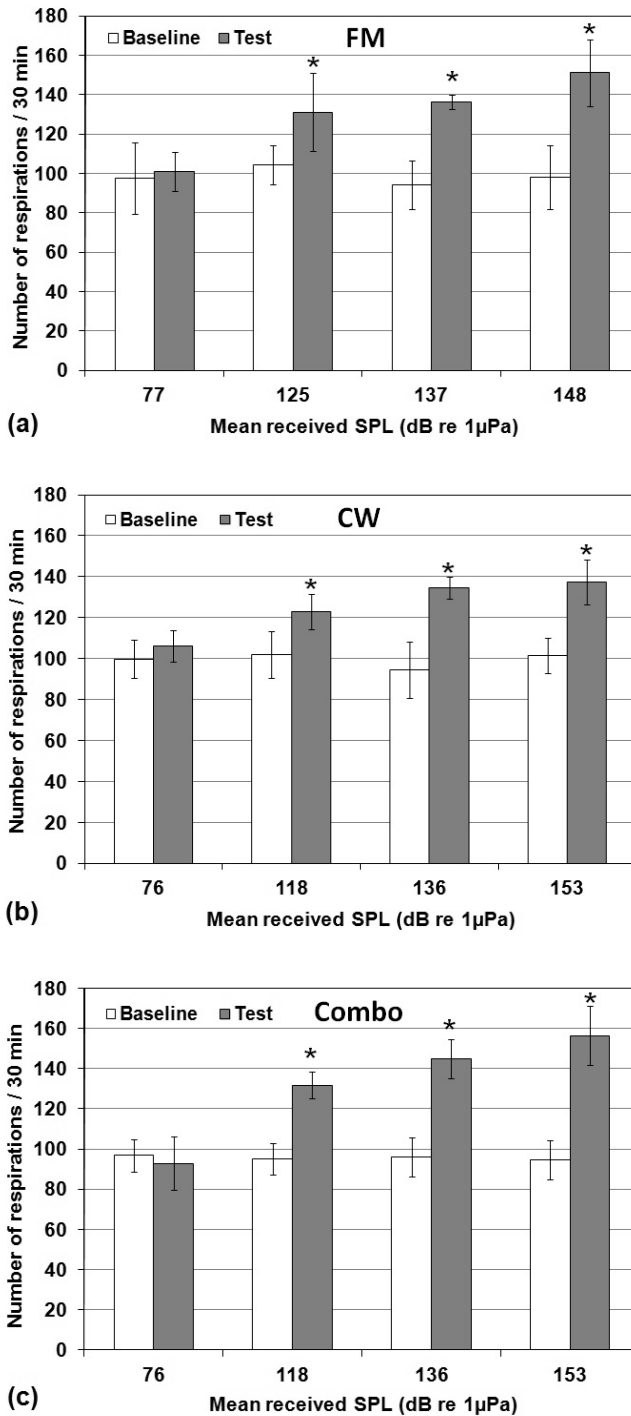 Number of respirations / 30 min
180
160
140
120
100
80
60
40
20
0
Baseline Test FM
* * *
77 125 137 148
Mean received SPL (dB re 1µPa)
(a)
Number of respirations / 30 min
180
160
140
120
100
80
60
40
20
0
Baseline Test CW
* * *
76 118 136 153
Mean received SPL (dB re 1µPa)
(b)
Number of respirations / 30 min
180
160
140
120
100
80
60
40
20
0
Baseline Test Combo
* * *
76 118 136 153
Mean received SPL (dB re 1µPa)
(c)